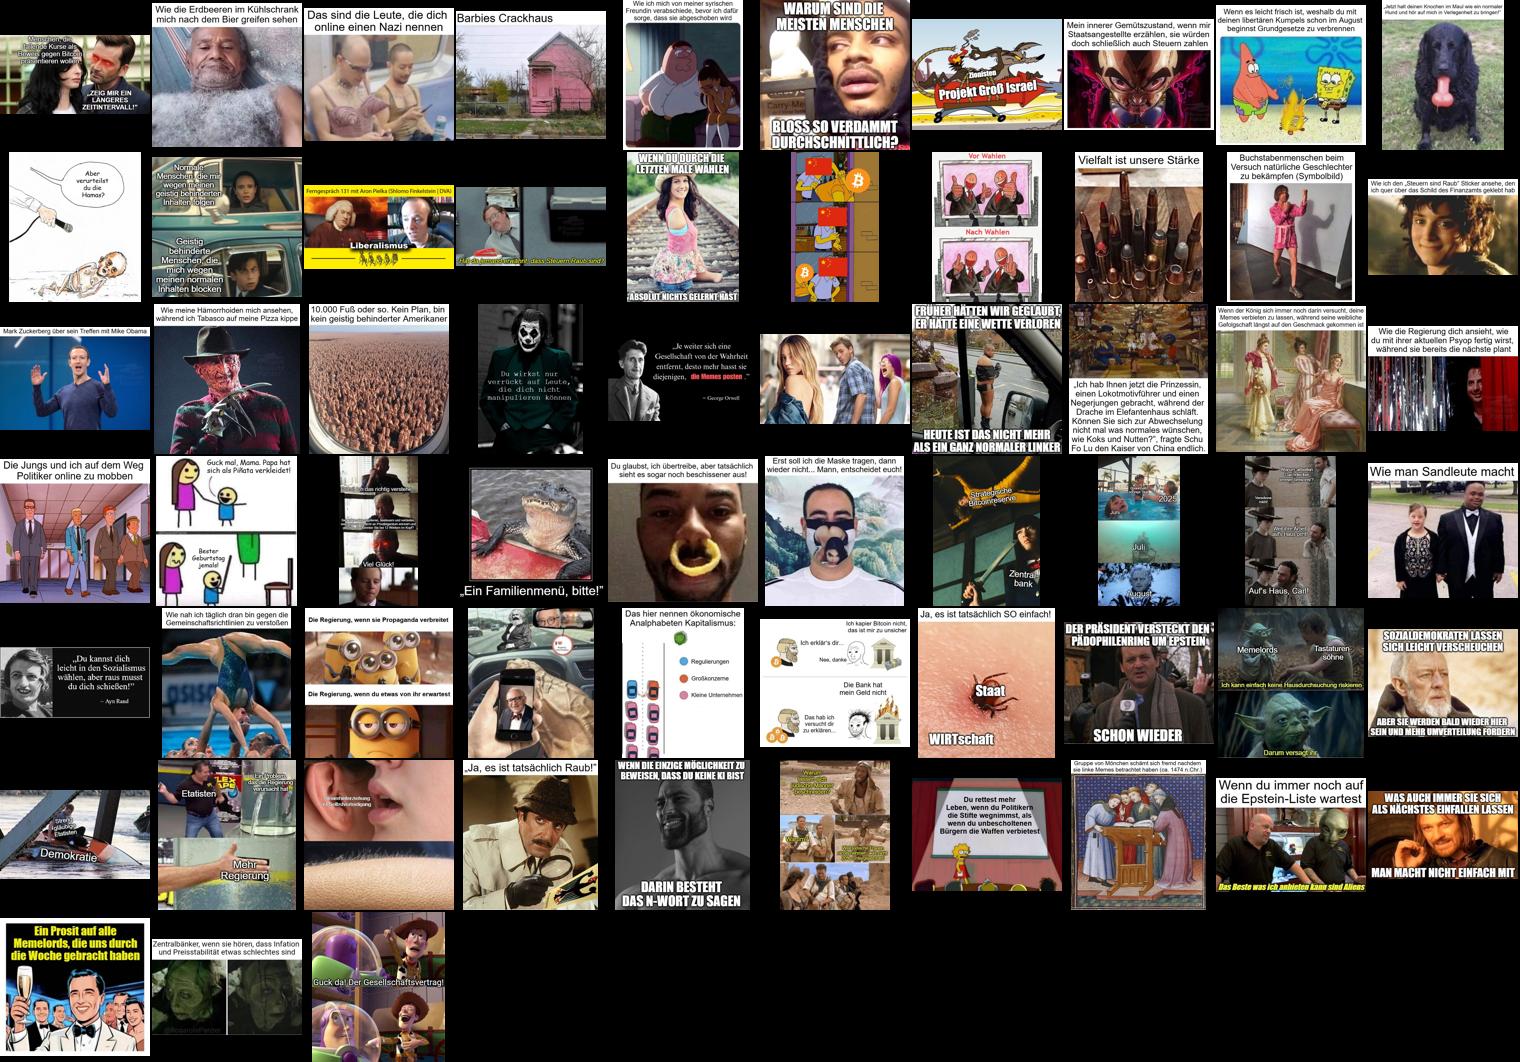 Menschen, die
fallende Kurse als
Beweis gegen Bitcoin
präsentieren wollen
„ZEIG MIR EIN
LÄNGERES
ZEITINTERVALL!"
Wie die Erdbeeren im Kühlschrank
mich nach dem Bier greifen sehen
Das sind die Leute, die dich
online einen Nazi nennen
Barbies Crackhaus
Wie ich mich von meiner syrischen
Freundin verabschiede, bevor ich dafür
sorge, dass sie abgeschoben wird
WARUM SIND DIE
MEISTEN MENSCHEN
BLOSS SO VERDAMMT
DURCHSCHNITTLICH?
Zionisten
Projekt Groß Israel
Mein innerer Gemütszustand, wenn mir
Staatsangestellte erzählen, sie würden
doch schließlich auch Steuern zahlen
Wenn es leicht frisch ist, weshalb du mit
deinen libertären Kumpels schon im August
beginnst Grundgesetze zu verbrennen
„Jetzt halt deinen Knochen im Maul wie ein normaler
Hund und hör auf mich in Verlegenheit zu bringen!"
Aber
verurteilst
du die
Hamas?
Normale
Menschen, die mir
wegen meinen
geistig behinderten
Inhalten folgen
Geistig
behinderte
Menschen, die
mich wegen
meinen normalen
Inhalten blocken
Ferngespräch 131 mit Aron Pielka (Shlomo Finkelstein | DVA)
Liberalismus
Hat da jemand erwähnt, dass Steuern Raub sind?
WENN DU DURCH DIE
LETZTEN MALE WÄHLEN
ABSOLUT NICHTS GELERNT HAST
Vor Wahlen
Nach Wahlen
Vielfalt ist unsere Stärke
Buchstabenmenschen beim
Versuch natürliche Geschlechter
zu bekämpfen (Symbolbild)
Wie ich den „Steuern sind Raub" Sticker ansehe, den
ich quer über das Schild des Finanzamts geklebt hab
Mark Zuckerberg über sein Treffen mit Mike Obama
Wie meine Hämorrhoiden mich ansehen,
während ich Tabasco auf meine Pizza kippe
10.000 Fuß oder so. Kein Plan, bin
kein geistig behinderter Amerikaner
Du wirkst nur
verrückt auf Leute,
die dich nicht
manipulieren können
„Je weiter sich eine
Gesellschaft von der Wahrheit
entfernt, desto mehr hasst sie
diejenigen, die Memes posten."
– George Orwell
FRÜHER HÄTTEN WIR GEGLAUBT,
ER HÄTTE EINE WETTE VERLOREN
HEUTE IST DAS NICHT MEHR
ALS EIN GANZ NORMALER LINKER
„Ich hab Ihnen jetzt die Prinzessin,
einen Lokotmotivführer und einen
Negerjungen gebracht, während der
Drache im Elefantenhaus schläft.
Können Sie sich zur Abwechselung
nicht mal was normales wünschen,
wie Koks und Nutten?", fragte Schu
Fo Lu den Kaiser von China endlich.
Wenn der König sich immer noch darin versucht, deine
Memes verbieten zu lassen, während seine weibliche
Gefolgschaft längst auf den Geschmack gekommen ist
Wie die Regierung dich ansieht, wie
du mit ihrer aktuellen Psyop fertig wirst,
während sie bereits die nächste plant
Die Jungs und ich auf dem Weg
Politiker online zu mobben
Guck mal, Mama. Papa hat
sich als Piñata verkleidet!
Bester
Geburtstag
jemals!
Viel Glück!
„Ein Familienmenü, bitte!"
Du glaubst, ich übertreibe, aber tatsächlich
sieht es sogar noch beschissener aus!
Erst soll ich die Maske tragen, dann
wieder nicht... Mann, entscheidet euch!
Strategische
Bitcoinreserve
Zentral
bank
2025
Juli
August
Auf's Haus, Carl!
Wie man Sandleute macht
„Du kannst dich
leicht in den Sozialismus
wählen, aber raus musst
du dich schießen!"
– Ayn Rand
Wie nah ich täglich dran bin gegen die
Gemeinschaftsrichtlinien zu verstoßen
Die Regierung, wenn sie Propaganda verbreitet
Die Regierung, wenn du etwas von ihr erwartest
Das hier nennen ökonomische
Analphabeten Kapitalismus:
Regulierungen
Großkonzerne
Kleine Unternehmen
Ich kapier Bitcoin nicht,
das ist mir zu unsicher
Ich erklär's dir...
Nee, danke
Die Bank hat
mein Geld nicht
Das hab ich
versucht dir
zu erklären...
Ja, es ist tatsächlich SO einfach!
Staat
WIRTschaft
DER PRÄSIDENT VERSTECKT DEN
PÄDOPHILENRING UM EPSTEIN
SCHON WIEDER
Memelords
Tastaturen-
söhne
Ich kann einfach keine Hausdurchsuchung riskieren
Darum versagt ihr
SOZIALDEMOKRATEN LASSEN
SICH LEICHT VERSCHEUCHEN
ABER SIE WERDEN BALD WIEDER HIER
SEIN UND MEHR UMVERTEILUNG FORDERN
Streng
gläubige
Etatisten
Demokratie
Etatisten
Ein Problem,
das die Regierung
verursacht hat
Mehr
Regierung
„Ja, es ist tatsächlich Raub!"
WENN DIE EINZIGE MÖGLICHKEIT ZU
BEWEISEN, DASS DU KEINE KI BIST
DARIN BESTEHT
DAS N-WORT ZU SAGEN
Du rettest mehr
Leben, wenn du Politikern
die Stifte wegnimmst, als
wenn du unbescholtenen
Bürgern die Waffen verbietest
Gruppe von Mönchen schämt sich fremd nachdem
sie linke Memes betrachtet haben (ca. 1474 n.Chr.)
Wenn du immer noch auf
die Epstein-Liste wartest
Das Beste was ich anbieten kann sind Aliens
WAS AUCH IMMER SIE SICH
ALS NÄCHSTES EINFALLEN LASSEN
MAN MACHT NICHT EINFACH MIT
Ein Prosit auf alle
Memelords, die uns durch
die Woche gebracht haben
Zentralbänker, wenn sie hören, dass Infation
und Preisstabilität etwas schlechtes sind
Guck da! Der Gesellschaftsvertrag!